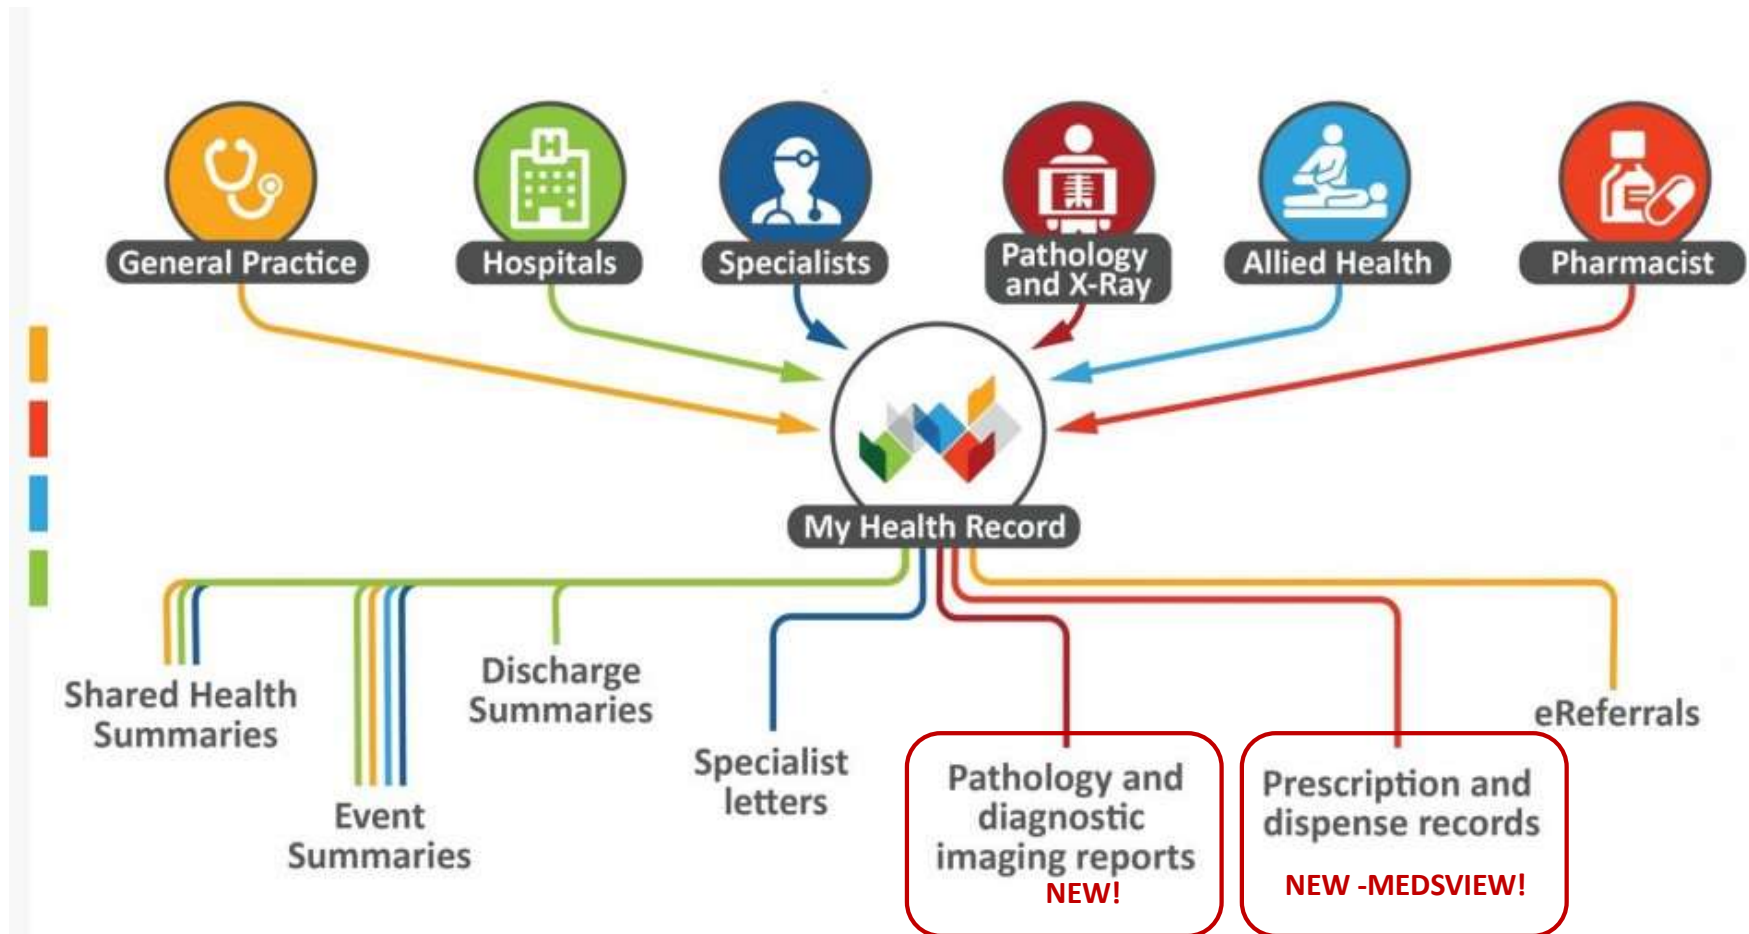 H
General Practice
Hospitals
Specialists
Pathology
and X-Ray
Allied Health
Pharmacist
My Health Record
Shared Health
Summaries
Event
Summaries
Discharge
Summaries
Specialist
letters
Pathology and
diagnostic
imaging reports
NEW!
Prescription and
dispense records
NEW -MEDSVIEW!
eReferrals